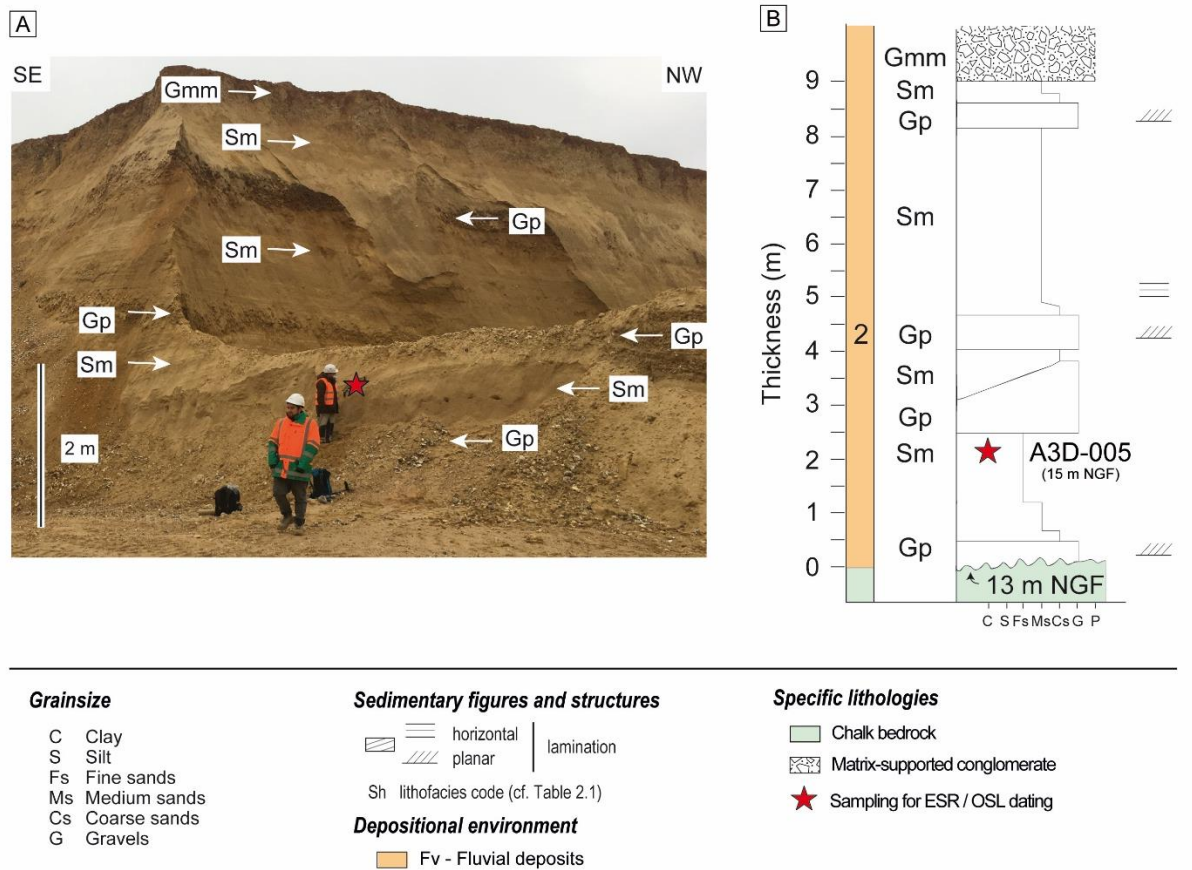 A
SE
NW
Gmm
Sm
Gp
Sm
Gp
Gp
Sm
Sm
Gp
2 m
B
Thickness (m)
9
8
7
6
5
4
3
2
1
0
2
Gmm
Sm
Gp
Sm
Gp
Sm
Gp
Sm
Gp
A3D-005
(15 m NGF)
13 m NGF
C S Fs Ms Cs G P
Grainsize
C Clay
S Silt
Fs Fine sands
Ms Medium sands
Cs Coarse sands
G Gravels
Sedimentary figures and structures
horizontal
planar
lamination
Sh lithofacies code (cf. Table 2.1)
Depositional environment
Fv - Fluvial deposits
Specific lithologies
Chalk bedrock
Matrix-supported conglomerate
Sampling for ESR / OSL dating